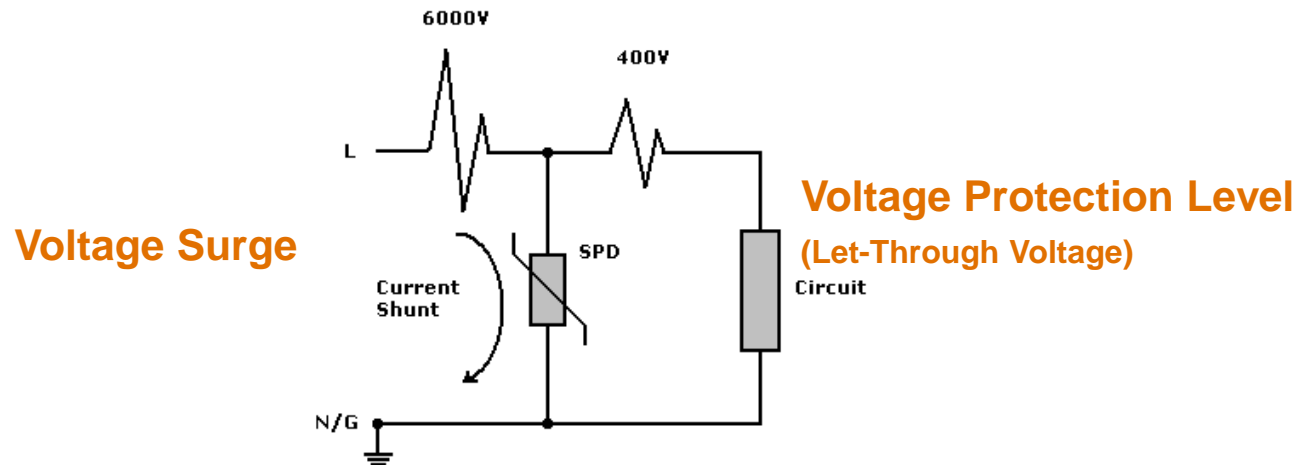 6000V
400V
L
Voltage Surge
Current
Shunt
SPD
Voltage Protection Level
(Let-Through Voltage)
Circuit
N/G